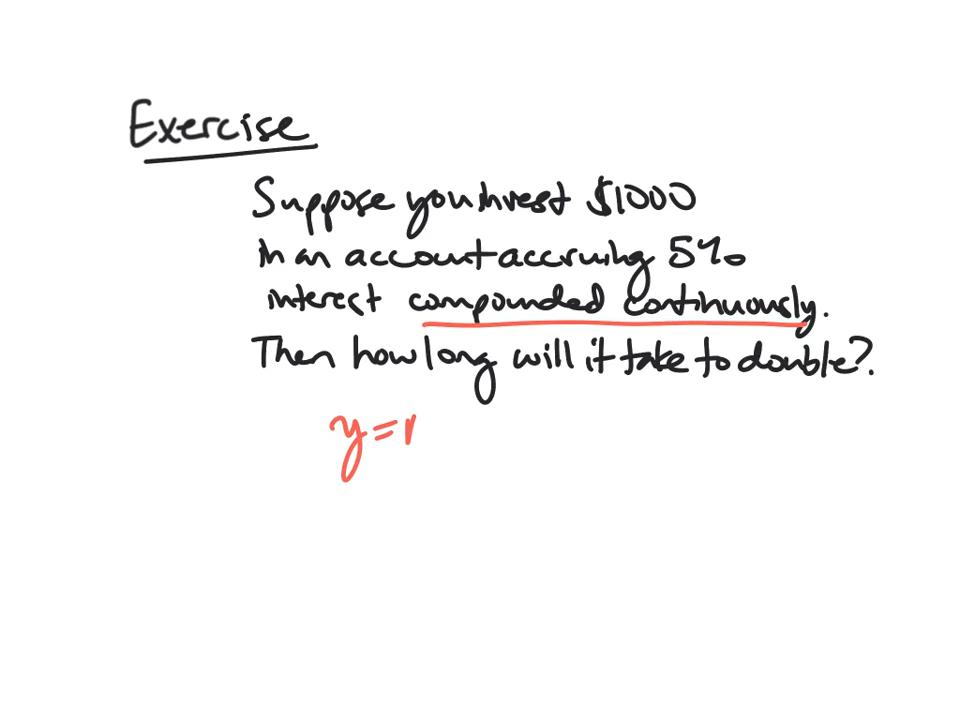 Exercise
Suppose you invest $1000
in an account accruing 5%
interest compounded continuously.
Then how long will it take to double?.
y =